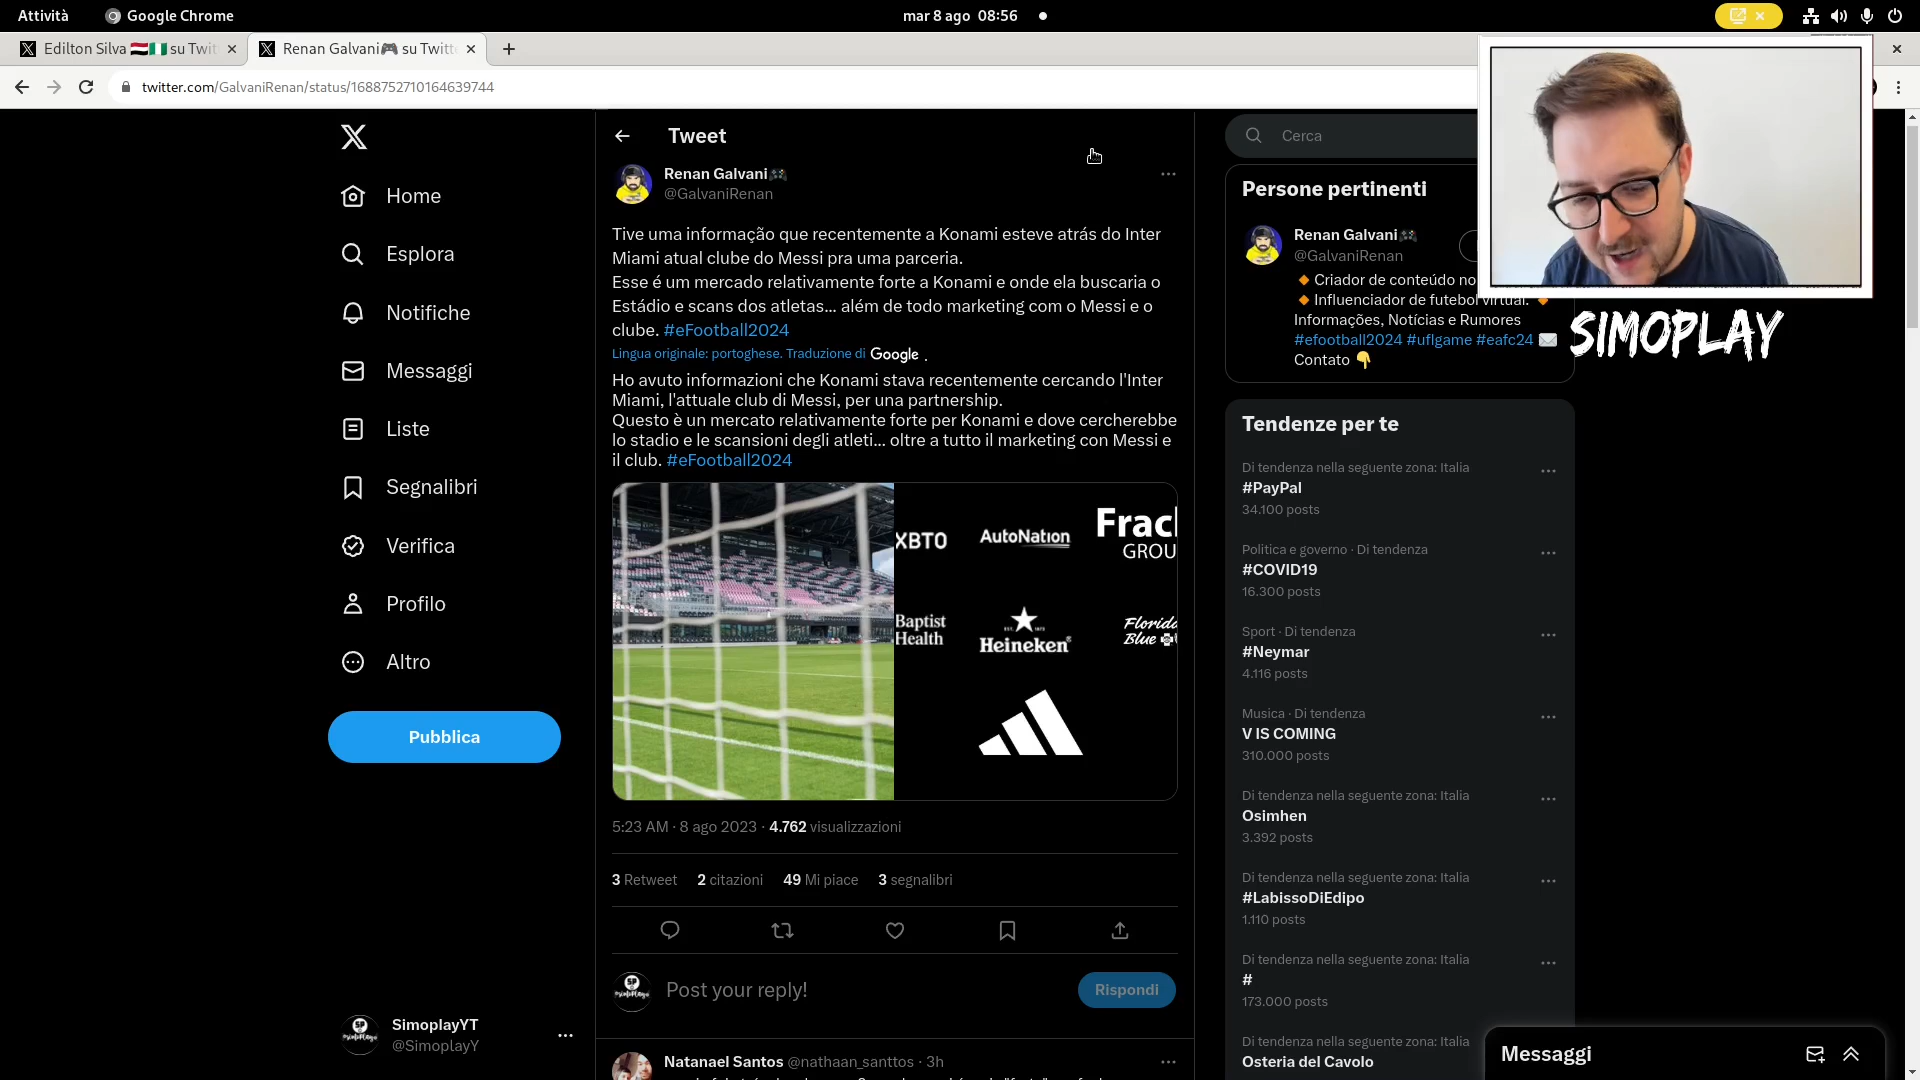 Attività
Google Chrome
mar 8 ago 08:56
Edilton Silva su Twit
Renan Galvani su Twitt
twitter.com/GalvaniRenan/status/1688752710164639744
Home
Esplora
Notifiche
Messaggi
Liste
Segnalibri
Verifica
Profilo
Altro
Pubblica
SimoplayYT
@SimoplayY
Tweet
Renan Galvani
@GalvaniRenan
Tive uma informação que recentemente a Konami esteve atrás do Inter
Miami atual clube do Messi pra uma parceria.
Esse é um mercado relativamente forte a Konami e onde ela buscaria o
Estádio e scans dos atletas... além de todo marketing com o Messi e o
clube. #eFootball2024
Lingua originale: portoghese. Traduzione di Google .
Ho avuto informazioni che Konami stava recentemente cercando l'Inter
Miami, l'attuale club di Messi, per una partnership.
Questo è un mercato relativamente forte per Konami e dove cercherebbe
lo stadio e le scansioni degli atleti... oltre a tutto il marketing con Messi e
il club. #eFootball2024
XBTO
AutoNation
Frac
GROU
Baptist
Health
EST. 1873
Heineken
Florida
Blue
5:23 AM · 8 ago 2023 · 4.762 visualizzazioni
3 Retweet 2 citazioni 49 Mi piace 3 segnalibri
Post your reply!
Rispondi
Natanael Santos @nathaan_santtos · 3h
Cerca
Persone pertinenti
Renan Galvani
@GalvaniRenan
Criador de conteúdo no
Influenciador de futebol virtual.
Informações, Notícias e Rumores
#efootball2024 #uflgame #eafc24
Contato
SIMOPLAY
Tendenze per te
Di tendenza nella seguente zona: Italia
#PayPal
34.100 posts
Politica e governo · Di tendenza
#COVID19
16.300 posts
Sport · Di tendenza
#Neymar
4.116 posts
Musica · Di tendenza
V IS COMING
310.000 posts
Di tendenza nella seguente zona: Italia
Osimhen
3.392 posts
Di tendenza nella seguente zona: Italia
#LabissoDiEdipo
1.110 posts
Di tendenza nella seguente zona: Italia
#
173.000 posts
Di tendenza nella seguente zona: Italia
Osteria del Cavolo
Messaggi